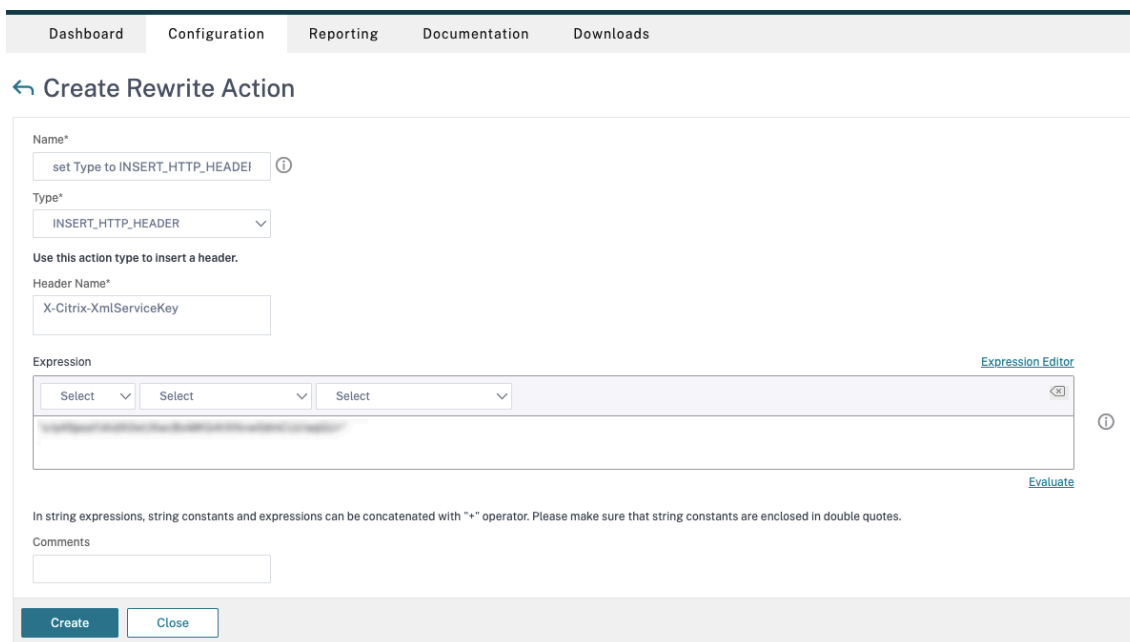 Dashboard Configuration Reporting Documentation Downloads
Create Rewrite Action
Name*
set Type to INSERT_HTTP_HEADER
Type*
INSERT_HTTP_HEADER
Use this action type to insert a header.
Header Name*
X-Citrix-XmlServiceKey
Expression Expression Editor
Select Select Select
Evaluate
In string expressions, string constants and expressions can be concatenated with "+" operator. Please make sure that string constants are enclosed in double quotes.
Comments
Create Close